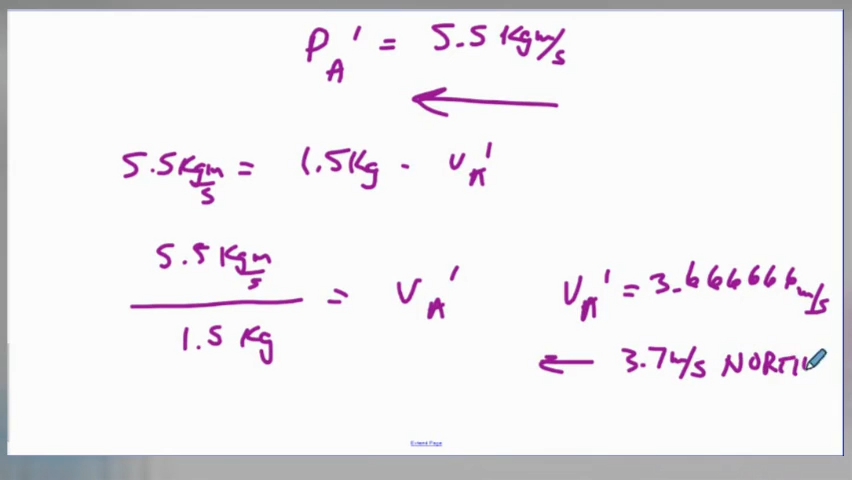 P_A' = 5.5 Kgm/s
5.5 Kgm/s = 1.5 Kg · V_A'
5.5 Kgm/s / 1.5 Kg = V_A'
V_A' = 3.666666 m/s
3.7 m/s NORTH
Extend Page